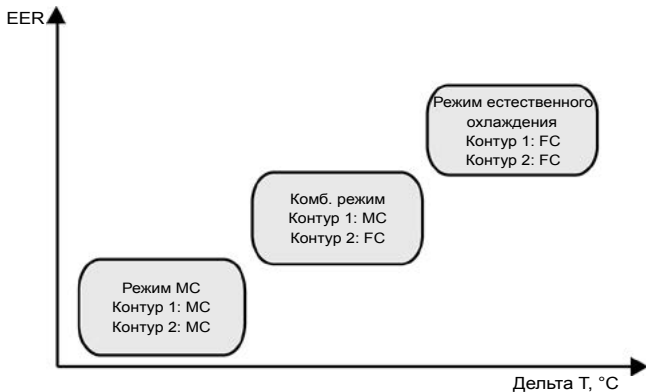 EER
Режим естественного
охлаждения
Контур 1: FC
Контур 2: FC
Комб. режим
Контур 1: MC
Контур 2: FC
Режим MC
Контур 1: MC
Контур 2: MC
Дельта T, °C